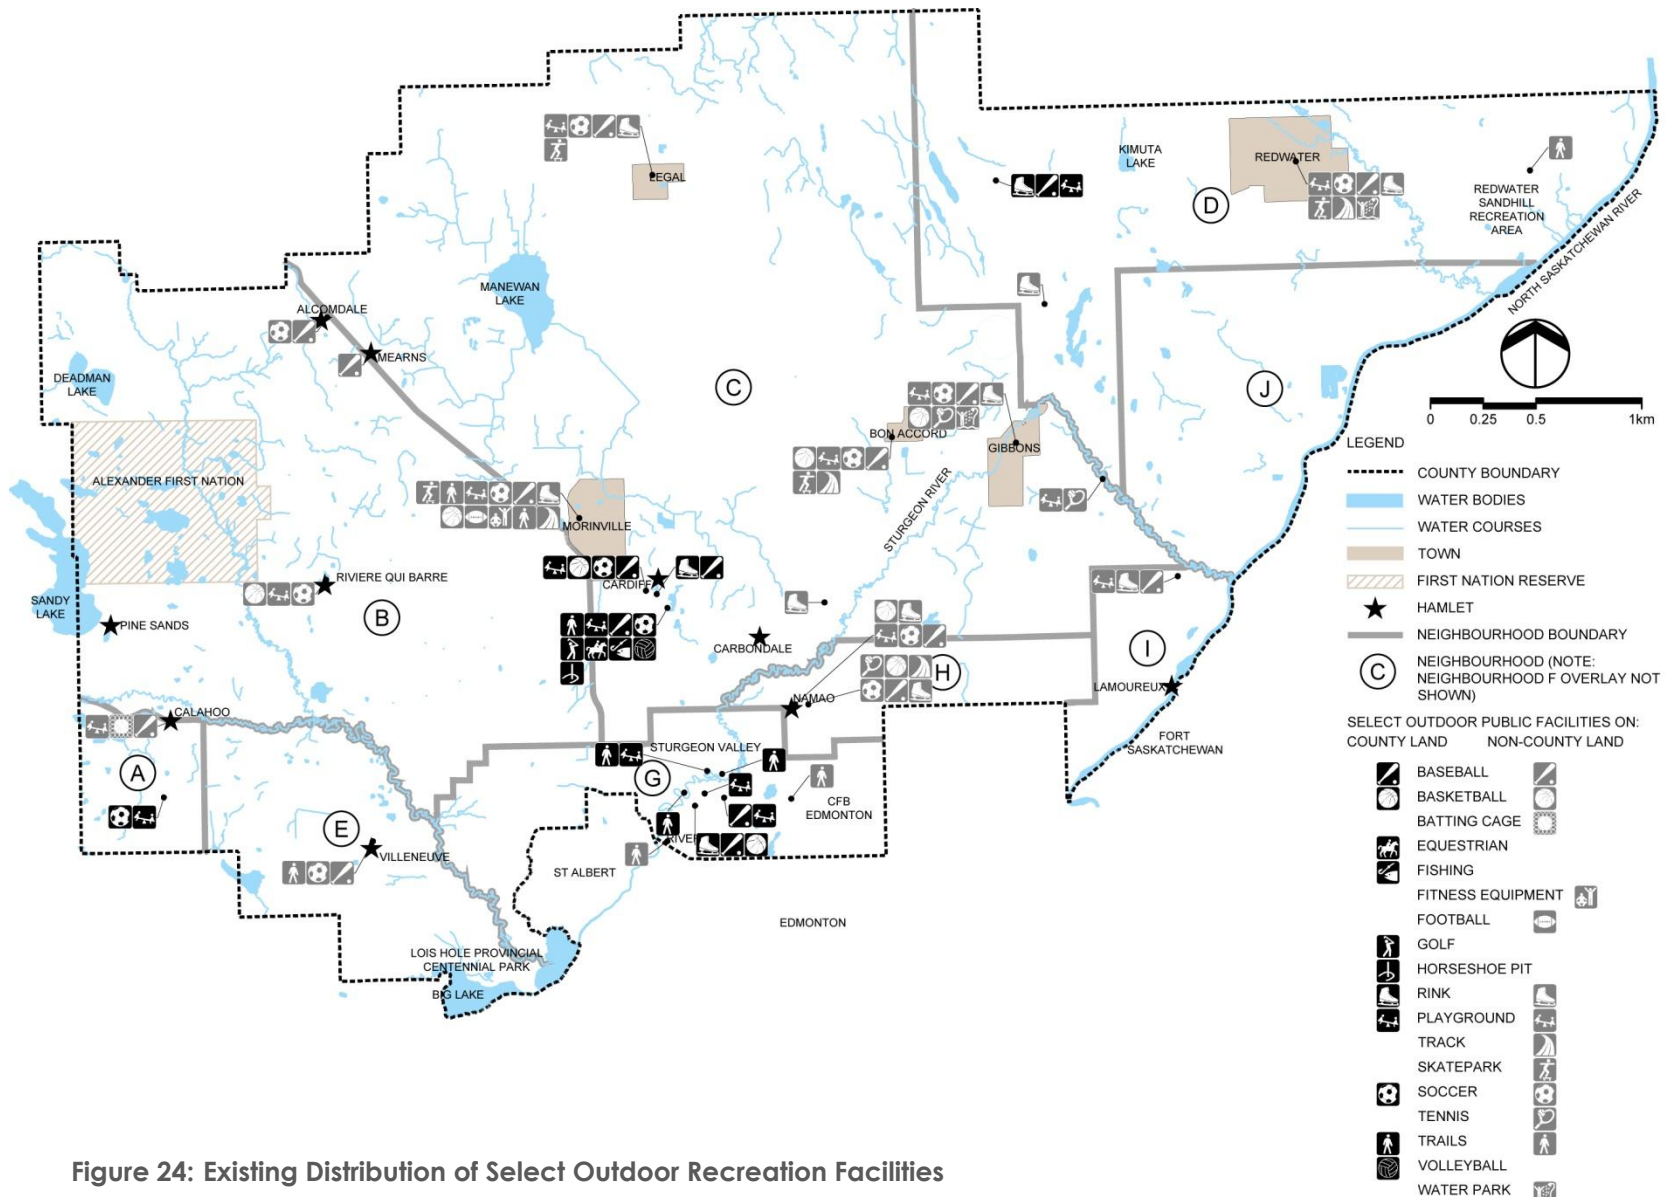 LEGAL
KIMUTA
LAKE
REDWATER
REDWATER
SANDHILL
RECREATION
AREA
D
NORTH SASKATCHEWAN RIVER
MANEWAN
LAKE
ALCOMDALE
MEARNS
DEADMAN
LAKE
C
J
0 0.25 0.5 1km
BON ACCORD
GIBBONS
ALEXANDER FIRST NATION
STURGEON RIVER
MORINVILLE
RIVIERE QUI BARRE
CARDIFF
SANDY
LAKE
PINE SANDS
B
CARBONDALE
I
H
LAMOUREUX
NAMAO
CALAHOO
FORT
SASKATCHEWAN
STURGEON VALLEY
A
G
CFB
EDMONTON
E
VILLENEUVE
RIVER
ST ALBERT
EDMONTON
LOIS HOLE PROVINCIAL
CENTENNIAL PARK
BIG LAKE
LEGEND
COUNTY BOUNDARY
WATER BODIES
WATER COURSES
TOWN
FIRST NATION RESERVE
HAMLET
NEIGHBOURHOOD BOUNDARY
C
NEIGHBOURHOOD (NOTE:
NEIGHBOURHOOD F OVERLAY NOT
SHOWN)
SELECT OUTDOOR PUBLIC FACILITIES ON:
COUNTY LAND NON-COUNTY LAND
BASEBALL
BASKETBALL
BATTING CAGE
EQUESTRIAN
FISHING
FITNESS EQUIPMENT
FOOTBALL
GOLF
HORSESHOE PIT
RINK
PLAYGROUND
TRACK
SKATEPARK
SOCCER
TENNIS
TRAILS
VOLLEYBALL
WATER PARK
Figure 24: Existing Distribution of Select Outdoor Recreation Facilities